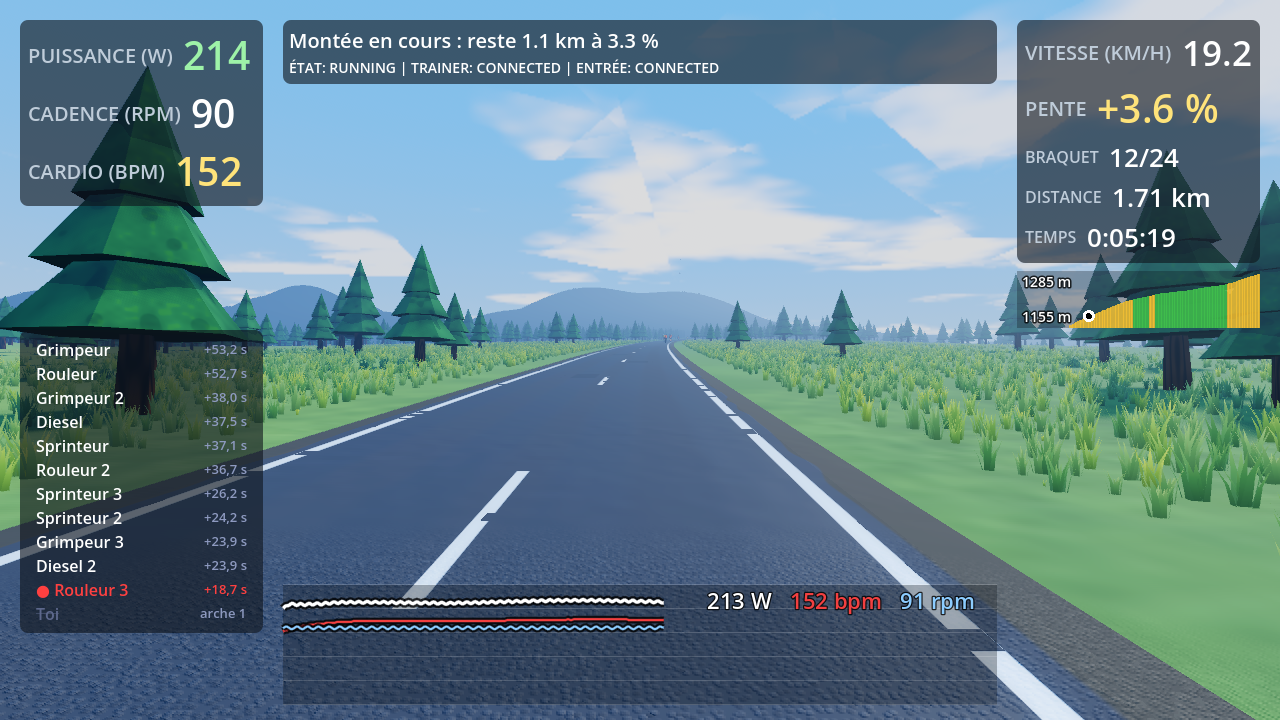 PUISSANCE (W) 214
CADENCE (RPM) 90
CARDIO (BPM) 152
Montée en cours : reste 1.1 km à 3.3 %
ÉTAT: RUNNING | TRAINER: CONNECTED | ENTRÉE: CONNECTED
VITESSE (KM/H) 19.2
PENTE +3.6 %
BRAQUET 12/24
DISTANCE 1.71 km
TEMPS 0:05:19
1285 m
1155 m
Grimpeur +53,2 s
Rouleur +52,7 s
Grimpeur 2 +38,0 s
Diesel +37,5 s
Sprinteur +37,1 s
Rouleur 2 +36,7 s
Sprinteur 3 +26,2 s
Sprinteur 2 +24,2 s
Grimpeur 3 +23,9 s
Diesel 2 +23,9 s
Rouleur 3 +18,7 s
Toi arche 1
213 W 152 bpm 91 rpm